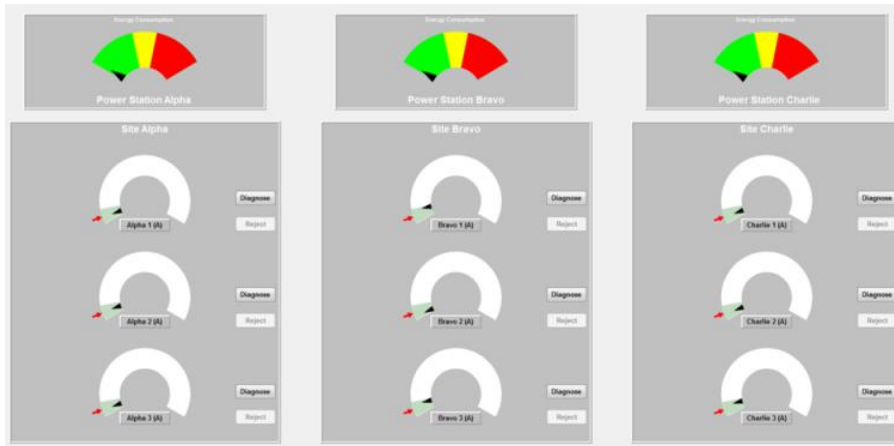 Energy Consumption
Power Station Alpha
Energy Consumption
Power Station Bravo
Energy Consumption
Power Station Charlie
Site Alpha
Diagnose
Alpha 1 (A)
Reject
Diagnose
Alpha 2 (A)
Reject
Diagnose
Alpha 3 (A)
Reject
Site Bravo
Diagnose
Bravo 1 (A)
Reject
Diagnose
Bravo 2 (A)
Reject
Diagnose
Bravo 3 (A)
Reject
Site Charlie
Diagnose
Charlie 1 (A)
Reject
Diagnose
Charlie 2 (A)
Reject
Diagnose
Charlie 3 (A)
Reject